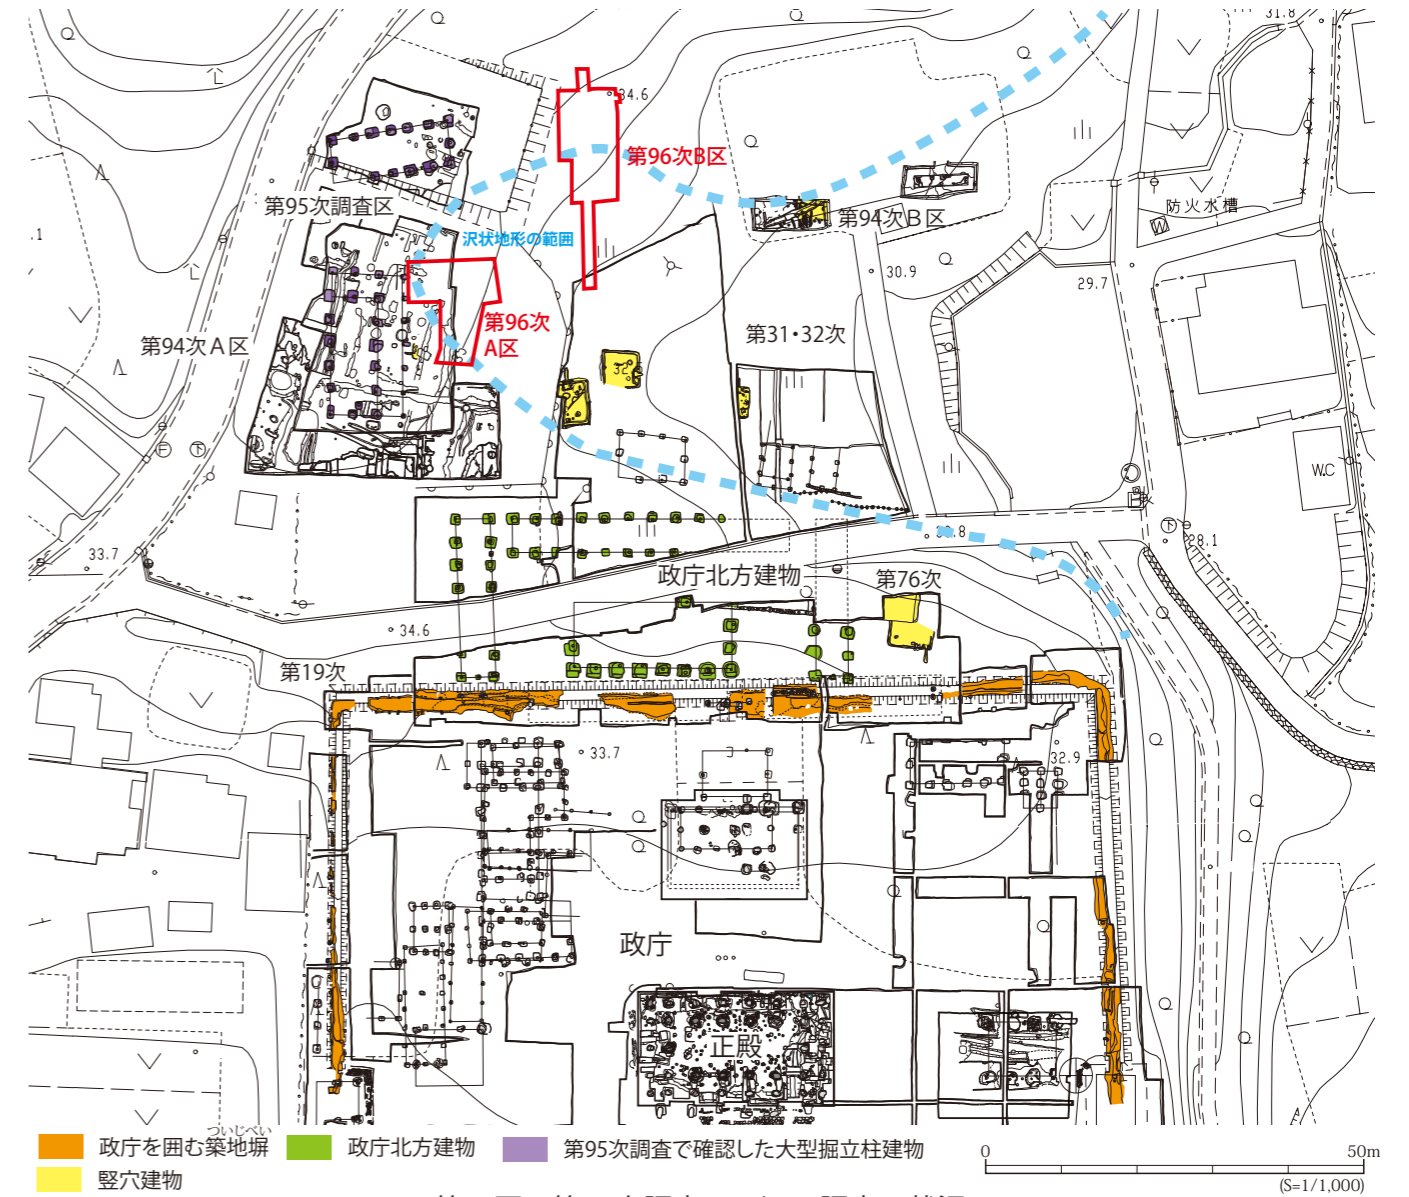 31.8
34.6
第96次B区
第95次調査区
沢状地形の範囲
第94次B区
防火水槽
W
.1
30.9
29.7
第96次
A区
第31・32次
第94次A区
32
W.C
33.7
30.8
28.1
政庁北方建物
第76次
34.6
第19次
33.7
32.9
政庁
正殿
ついじべい
政庁を囲む築地塀
政庁北方建物
第95次調査で確認した大型掘立柱建物
竪穴建物
0
50m
(S=1/1,000)